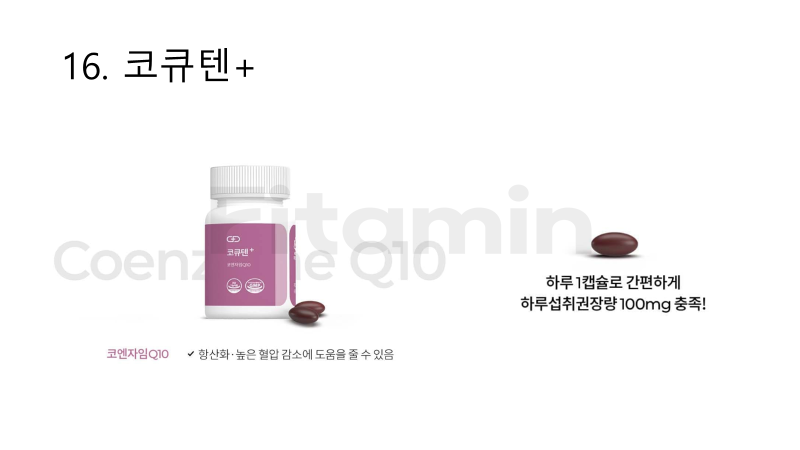 16. 코큐텐+
fitamin
Coenzyme Q10
코큐텐+
코엔자임Q10
하루 1캡슐로 간편하게
하루섭취권장량 100mg 충족!
코엔자임Q10 ✔ 항산화·높은 혈압 감소에 도움을 줄 수 있음